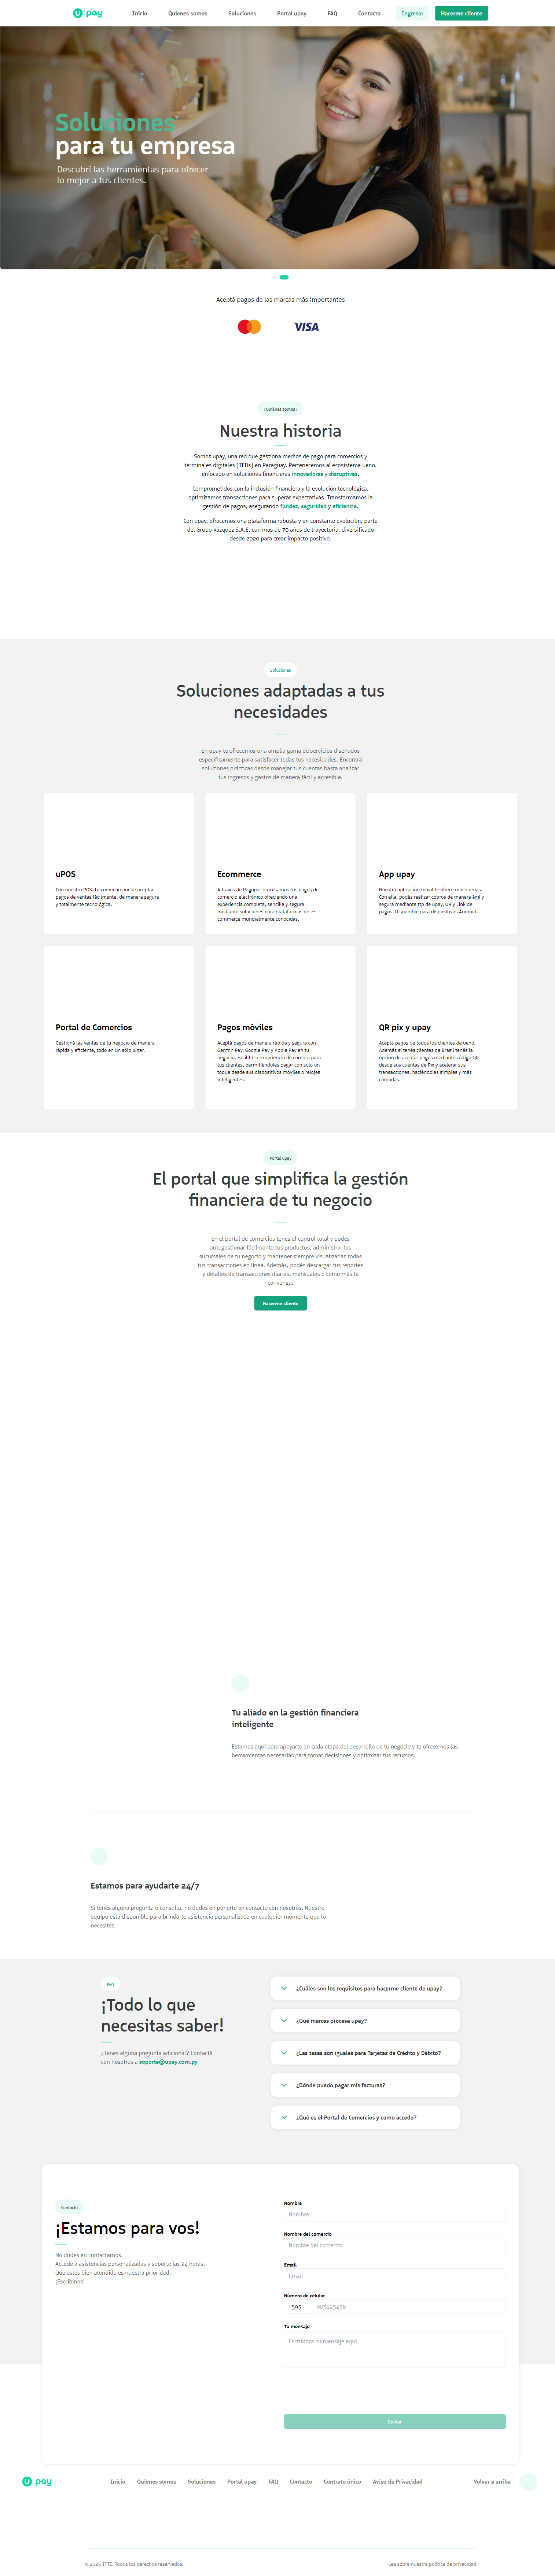 u pay
Inicio
Quienes somos
Soluciones
Portal upay
FAQ
Contacto
Ingresar
Hacerme cliente
Soluciones
para tu empresa
Descubrí las herramientas para ofrecer
lo mejor a tus clientes.
Aceptá pagos de las marcas más importantes
VISA
¿Quiénes somos?
Nuestra historia
Somos upay, una red que gestiona medios de pago para comercios y
terminales digitales (TEDs) en Paraguay. Pertenecemos al ecosistema ueno,
enfocado en soluciones financieras innovadoras y disruptivas.
Comprometidos con la inclusión financiera y la evolución tecnológica,
optimizamos transacciones para superar expectativas. Transformamos la
gestión de pagos, asegurando fluidez, seguridad y eficiencia.
Con upay, ofrecemos una plataforma robusta y en constante evolución, parte
del Grupo Vázquez S.A.E, con más de 70 años de trayectoria, diversificado
desde 2020 para crear impacto positivo.
Soluciones
Soluciones adaptadas a tus
necesidades
En upay te ofrecemos una amplia gama de servicios diseñados
específicamente para satisfacer todas tus necesidades. Encontrá
soluciones prácticas desde manejar tus cuentas hasta analizar
tus ingresos y gastos de manera fácil y accesible.
uPOS
Con nuestro POS, tu comercio puede aceptar
pagos de ventas fácilmente, de manera segura
y totalmente tecnológica.
Ecommerce
A través de Pagopar procesamos tus pagos de
comercio electrónico ofreciendo una
experiencia completa, sencilla y segura
mediante soluciones para plataformas de e-
commerce mundialmente conocidas.
App upay
Nuestra aplicación móvil te ofrece mucho más.
Con ella, podés realizar cobros de manera ágil y
segura mediante ttp de upay, QR y Link de
pagos. Disponible para dispositivos Android.
Portal de Comercios
Gestioná las ventas de tu negocio de manera
rápida y eficiente, todo en un sólo lugar.
Pagos móviles
Aceptá pagos de manera rápida y segura con
Garmin Pay, Google Pay y Apple Pay en tu
negocio. Facilitá la experiencia de compra para
tus clientes, permitiéndoles pagar con solo un
toque desde sus dispositivos móviles o relojes
inteligentes.
QR pix y upay
Aceptá pagos de todos los clientes de ueno.
Además si tenés clientes de Brasil tenés la
opción de aceptar pagos mediante código QR
desde sus cuentas de Pix y acelerar sus
transacciones, haciéndolas simples y más
cómodas.
Portal upay
El portal que simplifica la gestión
financiera de tu negocio
En el portal de comercios tenés el control total y podés
autogestionar fácilmente tus productos, administrar las
sucursales de tu negocio y mantener siempre visualizadas todas
tus transacciones en línea. Además, podés descargar tus reportes
y detalles de transacciones diarias, mensuales o como más te
convenga.
Hacerme cliente
Tu aliado en la gestión financiera
inteligente
Estamos aquí para apoyarte en cada etapa del desarrollo de tu negocio y te ofrecemos las
herramientas necesarias para tomar decisiones y optimizar tus recursos.
Estamos para ayudarte 24/7
Si tenés alguna pregunta o consulta, no dudes en ponerte en contacto con nosotros. Nuestro
equipo está disponible para brindarte asistencia personalizada en cualquier momento que lo
necesites.
FAQ
¡Todo lo que
necesitas saber!
¿Tenes alguna pregunta adicional? Contactá
con nosotros a soporte@upay.com.py
¿Cuáles son los requisitos para hacerme cliente de upay?
¿Qué marcas procesa upay?
¿Las tasas son iguales para Tarjetas de Crédito y Débito?
¿Dónde puedo pagar mis facturas?
¿Qué es el Portal de Comercios y como accedo?
Contacto
¡Estamos para vos!
No dudes en contactarnos.
Accedé a asistencias personalizadas y soporte las 24 horas.
Que estés bien atendido es nuestra prioridad.
¡Escribinos!
Nombre
Nombre
Nombre del comercio
Nombre del comercio
Email
Email
Número de celular
+595
985123456
Tu mensaje
Escribinos tu mensaje aquí
Enviar
u pay
Inicio
Quienes somos
Soluciones
Portal upay
FAQ
Contacto
Contrato único
Aviso de Privacidad
Volver a arriba
© 2025 ITTI. Todos los derechos reservados.
Lea sobre nuestra política de privacidad